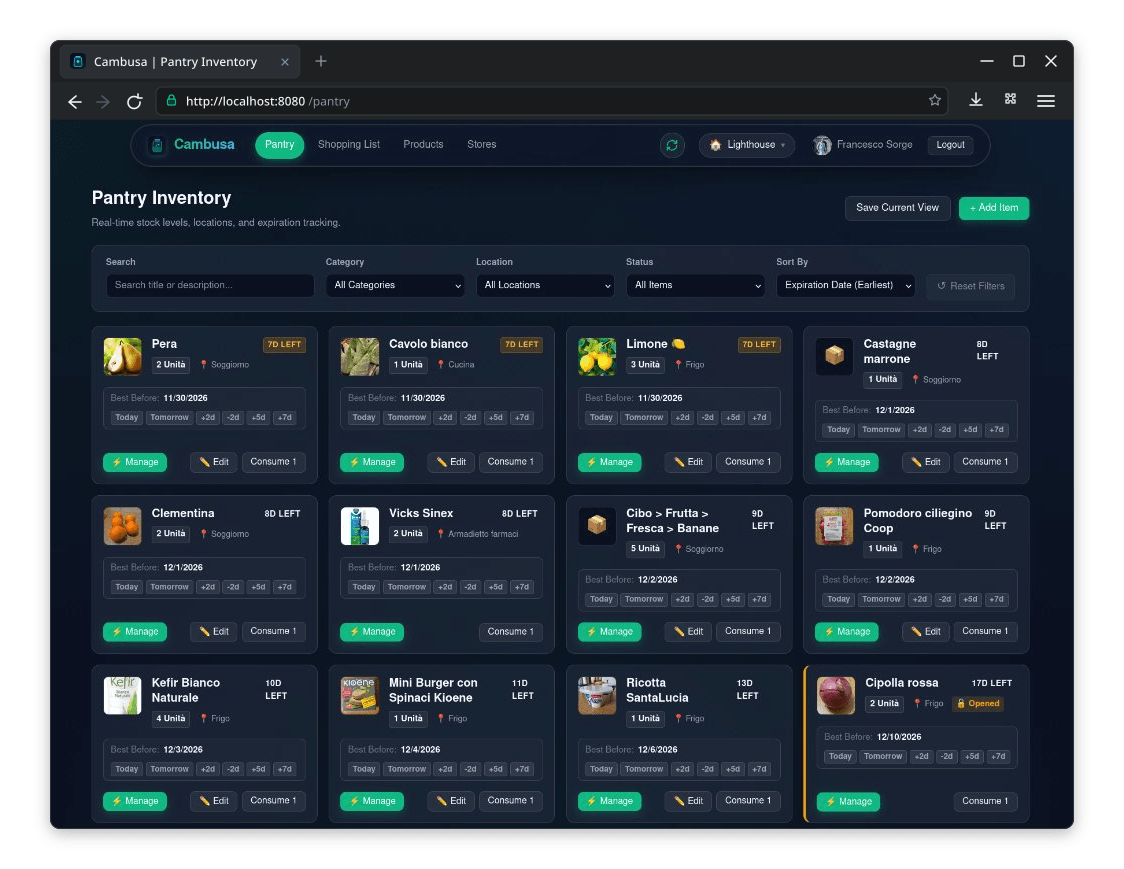 Cambusa | Pantry Inventory
http://localhost:8080 /pantry
Cambusa Pantry Shopping List Products Stores 🏠 Lighthouse Francesco Sorge Logout
Pantry Inventory
Real-time stock levels, locations, and expiration tracking.
Save Current View + Add Item
Search Category Location Status Sort By
Search title or description... All Categories All Locations All Items Expiration Date (Earliest) ↺ Reset Filters
Pera 7D LEFT
2 Unità 📍 Soggiorno
Best Before: 11/30/2026
Today Tomorrow +2d -2d +5d +7d
⚡ Manage ✏️ Edit Consume 1
Cavolo bianco 7D LEFT
1 Unità 📍 Cucina
Best Before: 11/30/2026
Today Tomorrow +2d -2d +5d +7d
⚡ Manage ✏️ Edit Consume 1
Limone 🍋 7D LEFT
3 Unità 📍 Frigo
Best Before: 11/30/2026
Today Tomorrow +2d -2d +5d +7d
⚡ Manage ✏️ Edit Consume 1
Castagne 8D
marrone LEFT
1 Unità 📍 Soggiorno
Best Before: 12/1/2026
Today Tomorrow +2d -2d +5d +7d
⚡ Manage ✏️ Edit Consume 1
Clementina 8D LEFT
2 Unità 📍 Soggiorno
Best Before: 12/1/2026
Today Tomorrow +2d -2d +5d +7d
⚡ Manage ✏️ Edit Consume 1
Vicks Sinex 8D LEFT
2 Unità 📍 Armadietto farmaci
Best Before: 12/1/2026
Today Tomorrow +2d -2d +5d +7d
⚡ Manage Consume 1
Cibo > Frutta > 9D
Fresca > Banane LEFT
5 Unità 📍 Soggiorno
Best Before: 12/2/2026
Today Tomorrow +2d -2d +5d +7d
⚡ Manage ✏️ Edit Consume 1
Pomodoro ciliegino 9D
Coop LEFT
1 Unità 📍 Frigo
Best Before: 12/2/2026
Today Tomorrow +2d -2d +5d +7d
⚡ Manage ✏️ Edit Consume 1
Kefir
Kefir Bianco 10D
Naturale LEFT
4 Unità 📍 Frigo
Best Before: 12/3/2026
Today Tomorrow +2d -2d +5d +7d
⚡ Manage ✏️ Edit Consume 1
KIOENE
Mini Burger con 11D
Spinaci Kioene LEFT
1 Unità 📍 Frigo
Best Before: 12/4/2026
Today Tomorrow +2d -2d +5d +7d
⚡ Manage ✏️ Edit Consume 1
Ricotta 13D
SantaLucia LEFT
1 Unità 📍 Frigo
Best Before: 12/6/2026
Today Tomorrow +2d -2d +5d +7d
⚡ Manage ✏️ Edit Consume 1
Cipolla rossa 17D LEFT
2 Unità 📍 Frigo 🔓 Opened
Best Before: 12/10/2026
Today Tomorrow +2d -2d +5d +7d
⚡ Manage Consume 1